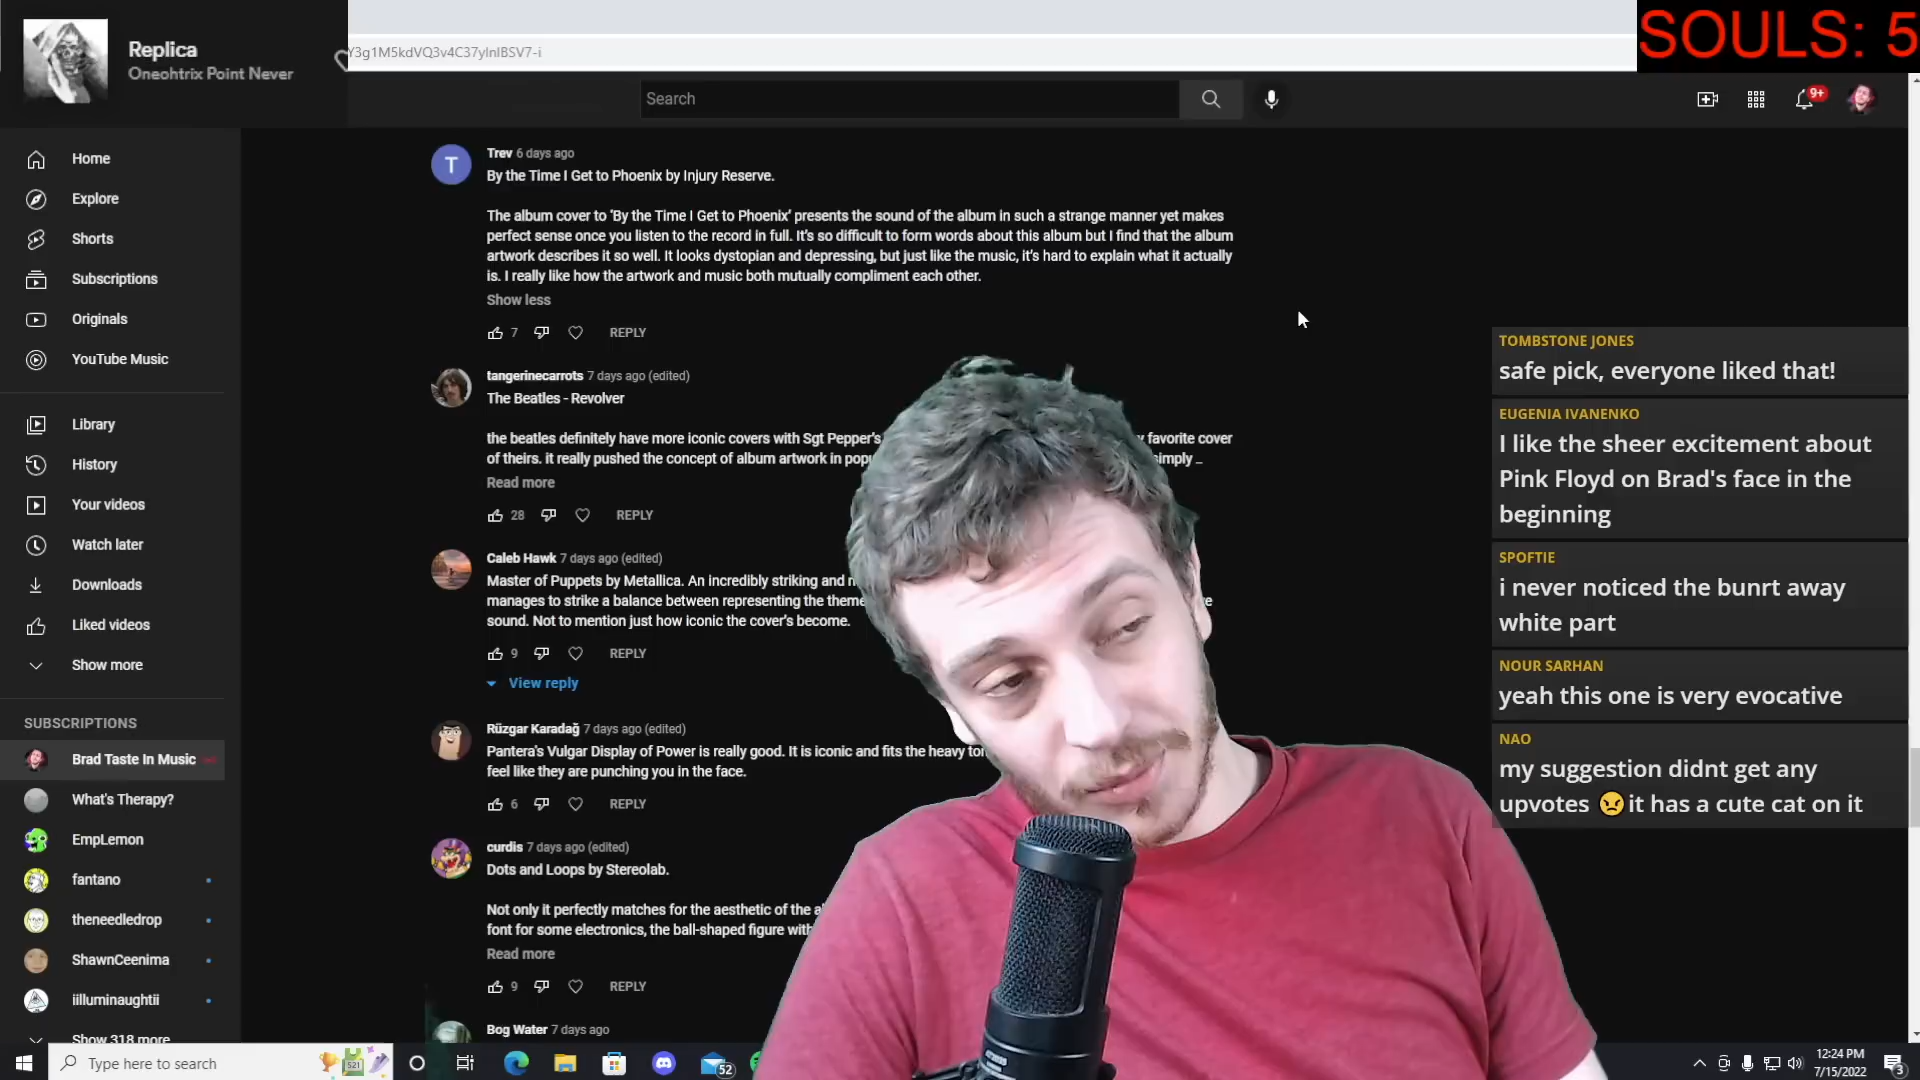 Replica
Oneohtrix Point Never
Y3g1M5kdVQ3v4C37ylnIBSV7-i
SOULS: 5
Search
9+
Home
Explore
Shorts
Subscriptions
Originals
YouTube Music
Library
History
Your videos
Watch later
Downloads
Liked videos
Show more
SUBSCRIPTIONS
Brad Taste In Music
What's Therapy?
EmpLemon
fantano
theneedledrop
ShawnCeenima
iilluminaughtii
Show 318 more
T
Trev 6 days ago
By the Time I Get to Phoenix by Injury Reserve.
The album cover to 'By the Time I Get to Phoenix' presents the sound of the album in such a strange manner yet makes
perfect sense once you listen to the record in full. It's so difficult to form words about this album but I find that the album
artwork describes it so well. It looks dystopian and depressing, but just like the music, it's hard to explain what it actually
is. I really like how the artwork and music both mutually compliment each other.
Show less
7 REPLY
tangerinecarrots 7 days ago (edited)
The Beatles - Revolver
the beatles definitely have more iconic covers with Sgt Pepper's favorite cover
of theirs. it really pushed the concept of album artwork in simply ...
Read more
28 REPLY
Caleb Hawk 7 days ago (edited)
Master of Puppets by Metallica. An incredibly striking and
manages to strike a balance between representing the
sound. Not to mention just how iconic the cover's become.
9 REPLY
View reply
Rüzgar Karadağ 7 days ago (edited)
Pantera's Vulgar Display of Power is really good. It is iconic and fits the heavy
feel like they are punching you in the face.
6 REPLY
curdis 7 days ago (edited)
Dots and Loops by Stereolab.
Not only it perfectly matches for the aesthetic of the
font for some electronics, the ball-shaped figure
Read more
9 REPLY
Bog Water 7 days ago
TOMBSTONE JONES
safe pick, everyone liked that!
EUGENIA IVANENKO
I like the sheer excitement about
Pink Floyd on Brad's face in the
beginning
SPOFTIE
i never noticed the bunrt away
white part
NOUR SARHAN
yeah this one is very evocative
NAO
my suggestion didnt get any
upvotes 😠it has a cute cat on it
Type here to search
521
52
12:24 PM
7/15/2022
3